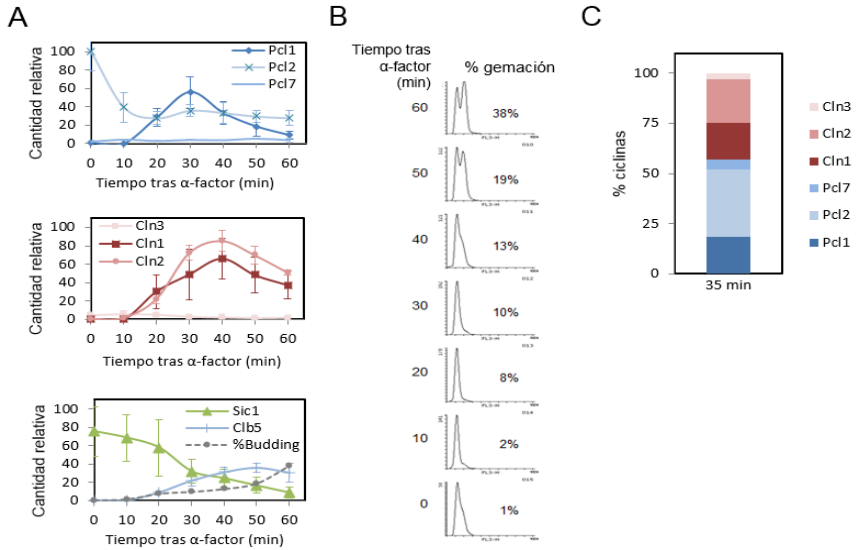 A
Cantidad relativa
100
80
60
40
20
0
Pcl1
Pcl2
Pcl7
0 10 20 30 40 50 60
Tiempo tras α-factor (min)
Cantidad relativa
100
80
60
40
20
0
Cln3
Cln1
Cln2
0 10 20 30 40 50 60
Tiempo tras α-factor (min)
Cantidad relativa
100
80
60
40
20
0
Sic1
Clb5
%Budding
0 10 20 30 40 50 60
Tiempo tras α-factor (min)
B
Tiempo tras
α-factor
(min)
% gemación
60 38%
50 19%
40 13%
30 10%
20 8%
10 2%
0 1%
C
% ciclinas
100
75
50
25
0
35 min
Cln3
Cln2
Cln1
Pcl7
Pcl2
Pcl1